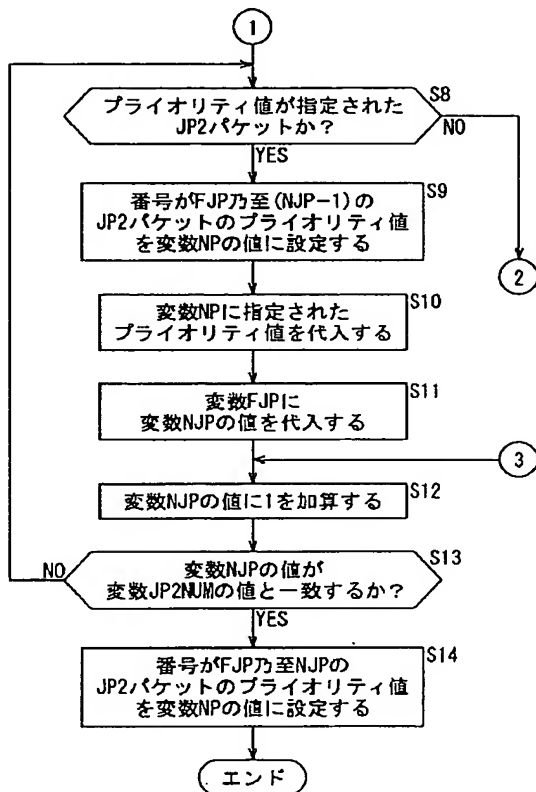 1
プライオリティ値が指定された
JP2パケットか？
S8
NO
YES
番号がFJP乃至(NJP-1)の
JP2パケットのプライオリティ値
を変数NPの値に設定する
S9
2
変数NPに指定された
プライオリティ値を代入する
S10
変数FJPに
変数NJPの値を代入する
S11
3
変数NJPの値に1を加算する
S12
NO
変数NJPの値が
変数JP2NUMの値と一致するか？
S13
YES
番号がFJP乃至NJPの
JP2パケットのプライオリティ値
を変数NPの値に設定する
S14
エンド